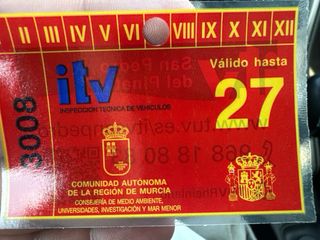 II III IV V VI VIII IX X XI XII
itv
Válido hasta
27
INSPECCIÓN TÉCNICA DE VEHÍCULOS
3008
COMUNIDAD AUTÓNOMA
DE LA REGIÓN DE MURCIA
CONSEJERÍA DE MEDIO AMBIENTE,
UNIVERSIDADES, INVESTIGACIÓN Y MAR MENOR